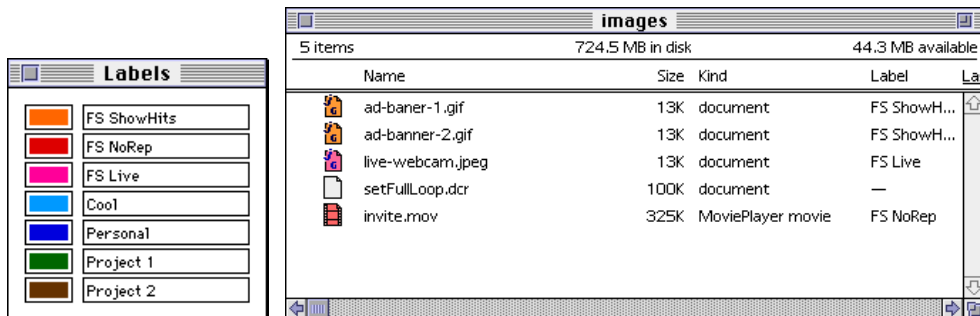 Labels
FS ShowHits
FS NoRep
FS Live
Cool
Personal
Project 1
Project 2
images
5 items 724.5 MB in disk 44.3 MB available
Name Size Kind Label La
ad-baner-1.gif 13K document FS ShowH...
ad-banner-2.gif 13K document FS ShowH...
live-webcam.jpeg 13K document FS Live
setFullLoop.dcr 100K document —
invite.mov 325K MoviePlayer movie FS NoRep